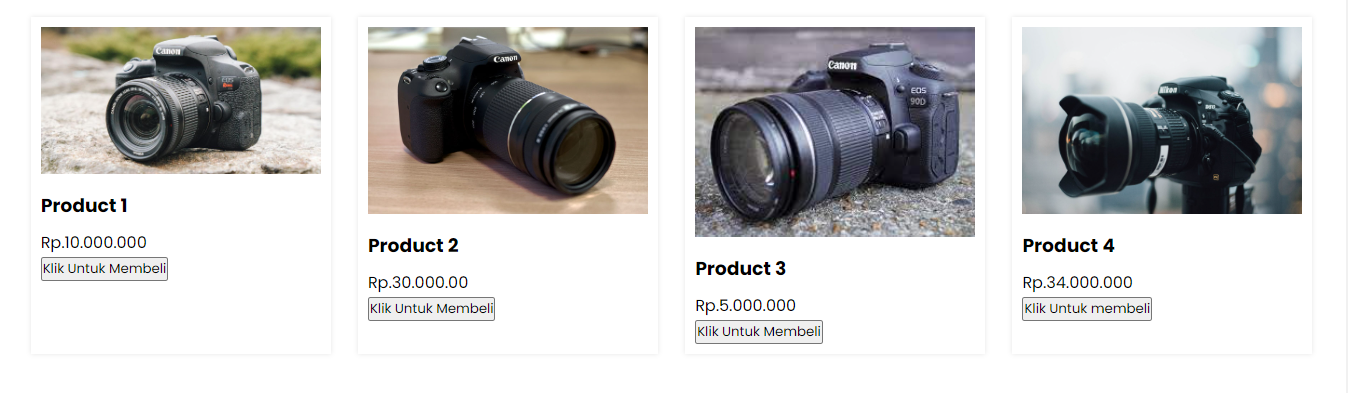 Canon
EOS
Rebel
Product 1
Rp.10.000.000
Klik Untuk Membeli
Canon
Product 2
Rp.30.000.00
Klik Untuk Membeli
Canon
EOS
90D
Product 3
Rp.5.000.000
Klik Untuk Membeli
Nikon
Product 4
Rp.34.000.000
Klik Untuk membeli